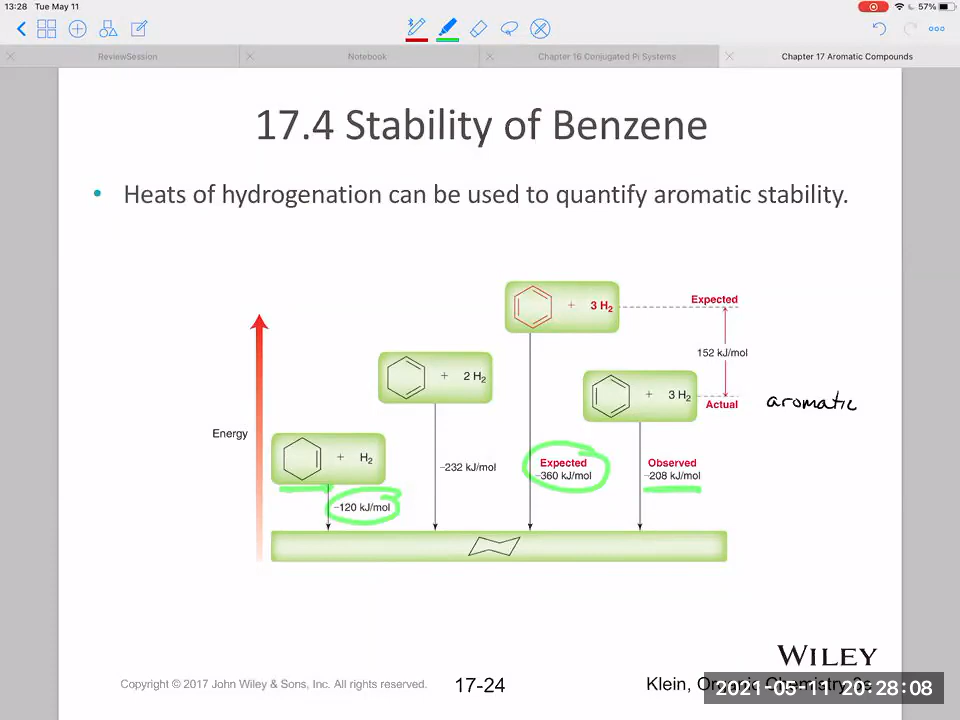 13:28 Tue May 11
57%
ReviewSession
Notebook
Chapter 16 Conjugated Pi Systems
Chapter 17 Aromatic Compounds
17.4 Stability of Benzene
• Heats of hydrogenation can be used to quantify aromatic stability.
+ 3 H2
Expected
152 kJ/mol
+ 2 H2
+ 3 H2
Actual
aromatic
Energy
+ H2
−120 kJ/mol
−232 kJ/mol
Expected
−360 kJ/mol
Observed
−208 kJ/mol
WILEY
Copyright © 2017 John Wiley & Sons, Inc. All rights reserved.
17-24
Klein, Organic Chemistry 3e
2021-05-11 20:28:08